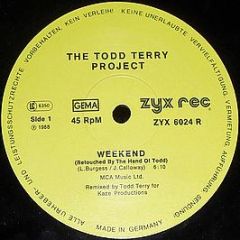 VORBEHALTEN. KEIN VERLEIH! KEINE UNERLAUBTE VERVIELFÄLTIGUNG, VERMIETUNG, AUFFÜHRUNG, SENDUNG!
ALLE URHEBER- UND LEISTUNGSSCHUTZRECHTE
THE TODD TERRY
PROJECT
GEMA
zyx rec
Side 1
45 RpM
ZYX 6024 R
℗ 1988
WEEKEND
(Retouched By The Hand Of Todd)
(L. Burgess / J. Calloway) 6:10
MCA Music Ltd.
Remixed by Todd Terry for
Kaze Productions
MADE IN GERMANY